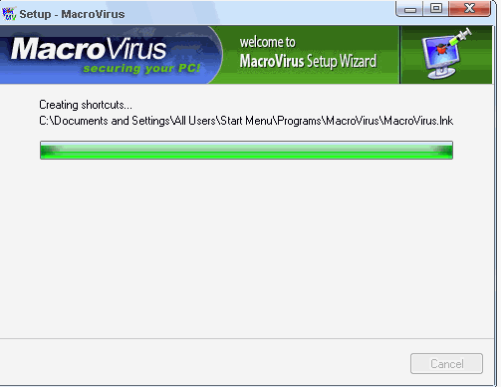 Setup - MacroVirus
MacroVirus
securing your PC!
welcome to
MacroVirus Setup Wizard
Creating shortcuts...
C:\Documents and Settings\All Users\Start Menu\Programs\MacroVirus\MacroVirus.lnk
Cancel